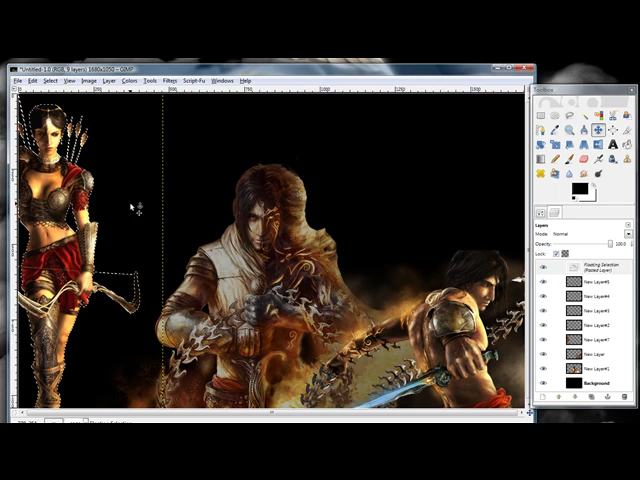 *Untitled-1.0 (RGB, 9 layers) 1680x1050 – GIMP
File Edit Select View Image Layer Colors Tools Filters Script-Fu Windows Help
Toolbox
Layers
Mode: Normal
Opacity: 100.0
Lock:
Floating Selection
(Pasted Layer)
New Layer#5
New Layer#4
New Layer#3
New Layer#2
New Layer#7
New Layer
New Layer#1
Background